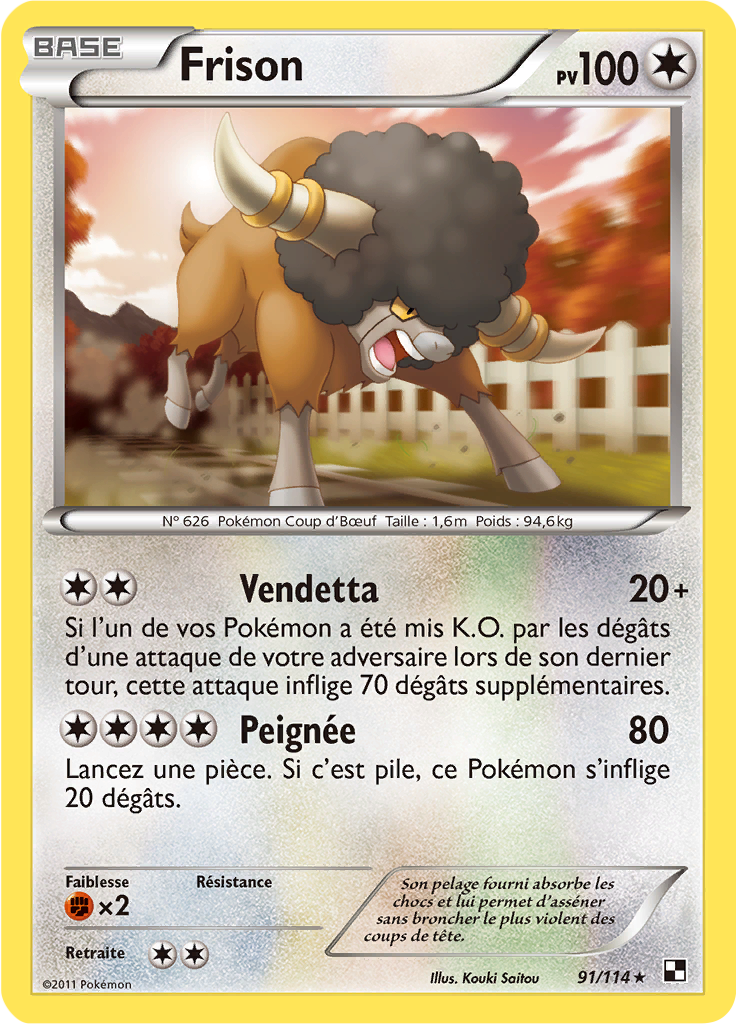 BASE
Frison
PV100
Nº 626 Pokémon Coup d'Bœuf Taille : 1,6m Poids : 94,6kg
Vendetta 20+
Si l'un de vos Pokémon a été mis K.O. par les dégâts
d'une attaque de votre adversaire lors de son dernier
tour, cette attaque inflige 70 dégâts supplémentaires.
Peignée 80
Lancez une pièce. Si c'est pile, ce Pokémon s'inflige
20 dégâts.
Faiblesse Résistance
×2
Retraite
Son pelage fourni absorbe les
chocs et lui permet d'asséner
sans broncher le plus violent des
coups de tête.
©2011 Pokémon
Illus. Kouki Saitou 91/114 ★